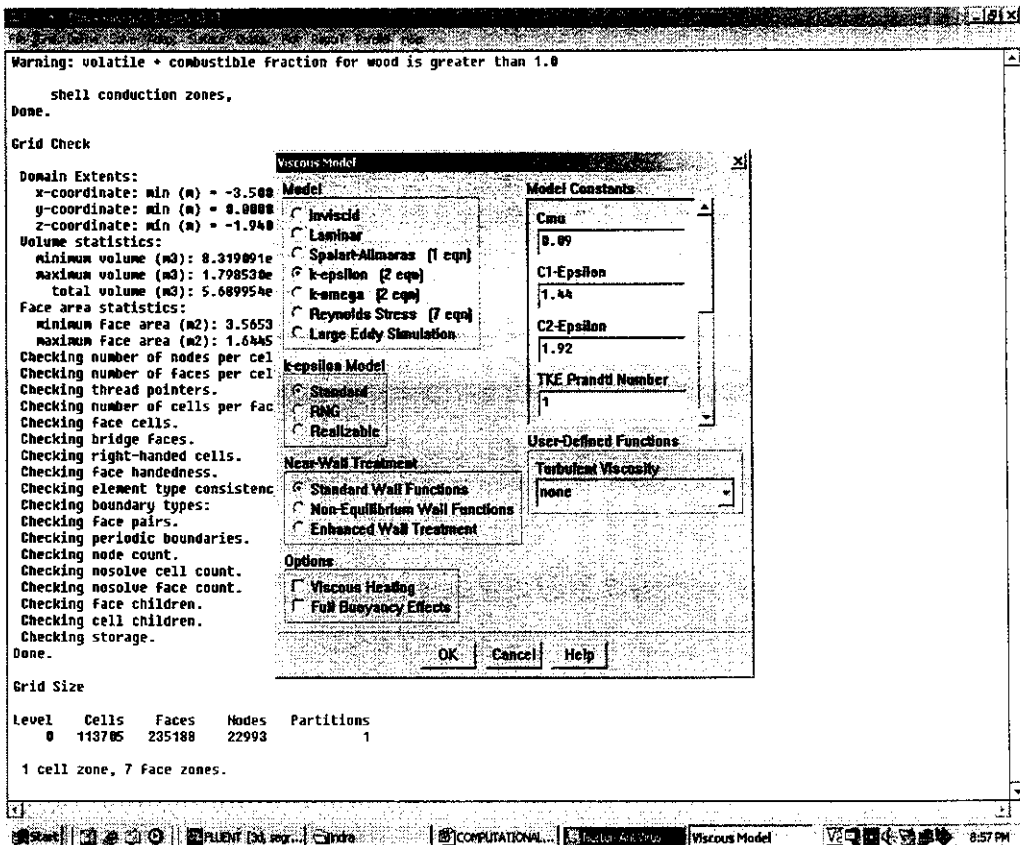 Warning: volatile + combustible fraction for wood is greater than 1.0
shell conduction zones,
Done.
Grid Check
Domain Extents:
x-coordinate: min (m) = -3.500
y-coordinate: min (m) = 0.0000
z-coordinate: min (m) = -1.940
Volume statistics:
minimum volume (m3): 8.319091e
maximum volume (m3): 1.798530e
total volume (m3): 5.689954e
Face area statistics:
minimum face area (m2): 3.5653
maximum face area (m2): 1.6445
Checking number of nodes per cel
Checking number of faces per cel
Checking thread pointers.
Checking number of cells per fac
Checking face cells.
Checking bridge faces.
Checking right-handed cells.
Checking face handedness.
Checking element type consistenc
Checking boundary types:
Checking face pairs.
Checking periodic boundaries.
Checking node count.
Checking nosolve cell count.
Checking nosolve face count.
Checking face children.
Checking cell children.
Checking storage.
Done.
Grid Size
Level Cells Faces Nodes Partitions
0 113705 235188 22993 1
1 cell zone, 7 face zones.
Viscous Model
Model
Inviscid
Laminar
Spalart-Allmaras (1 eqn)
k-epsilon (2 eqn)
k-omega (2 eqn)
Reynolds Stress (7 eqn)
Large Eddy Simulation
k-epsilon Model
Standard
RNG
Realizable
Near-Wall Treatment
Standard Wall Functions
Non-Equilibrium Wall Functions
Enhanced Wall Treatment
Options
Viscous Heating
Full Buoyancy Effects
Model Constants
Cmu
0.09
C1-Epsilon
1.44
C2-Epsilon
1.92
TKE Prandtl Number
1
User-Defined Functions
Turbulent Viscosity
none
OK Cancel Help
Start FLUENT [3d, segr... Indra COMPUTATIONAL... Viscous Model 8:57 PM